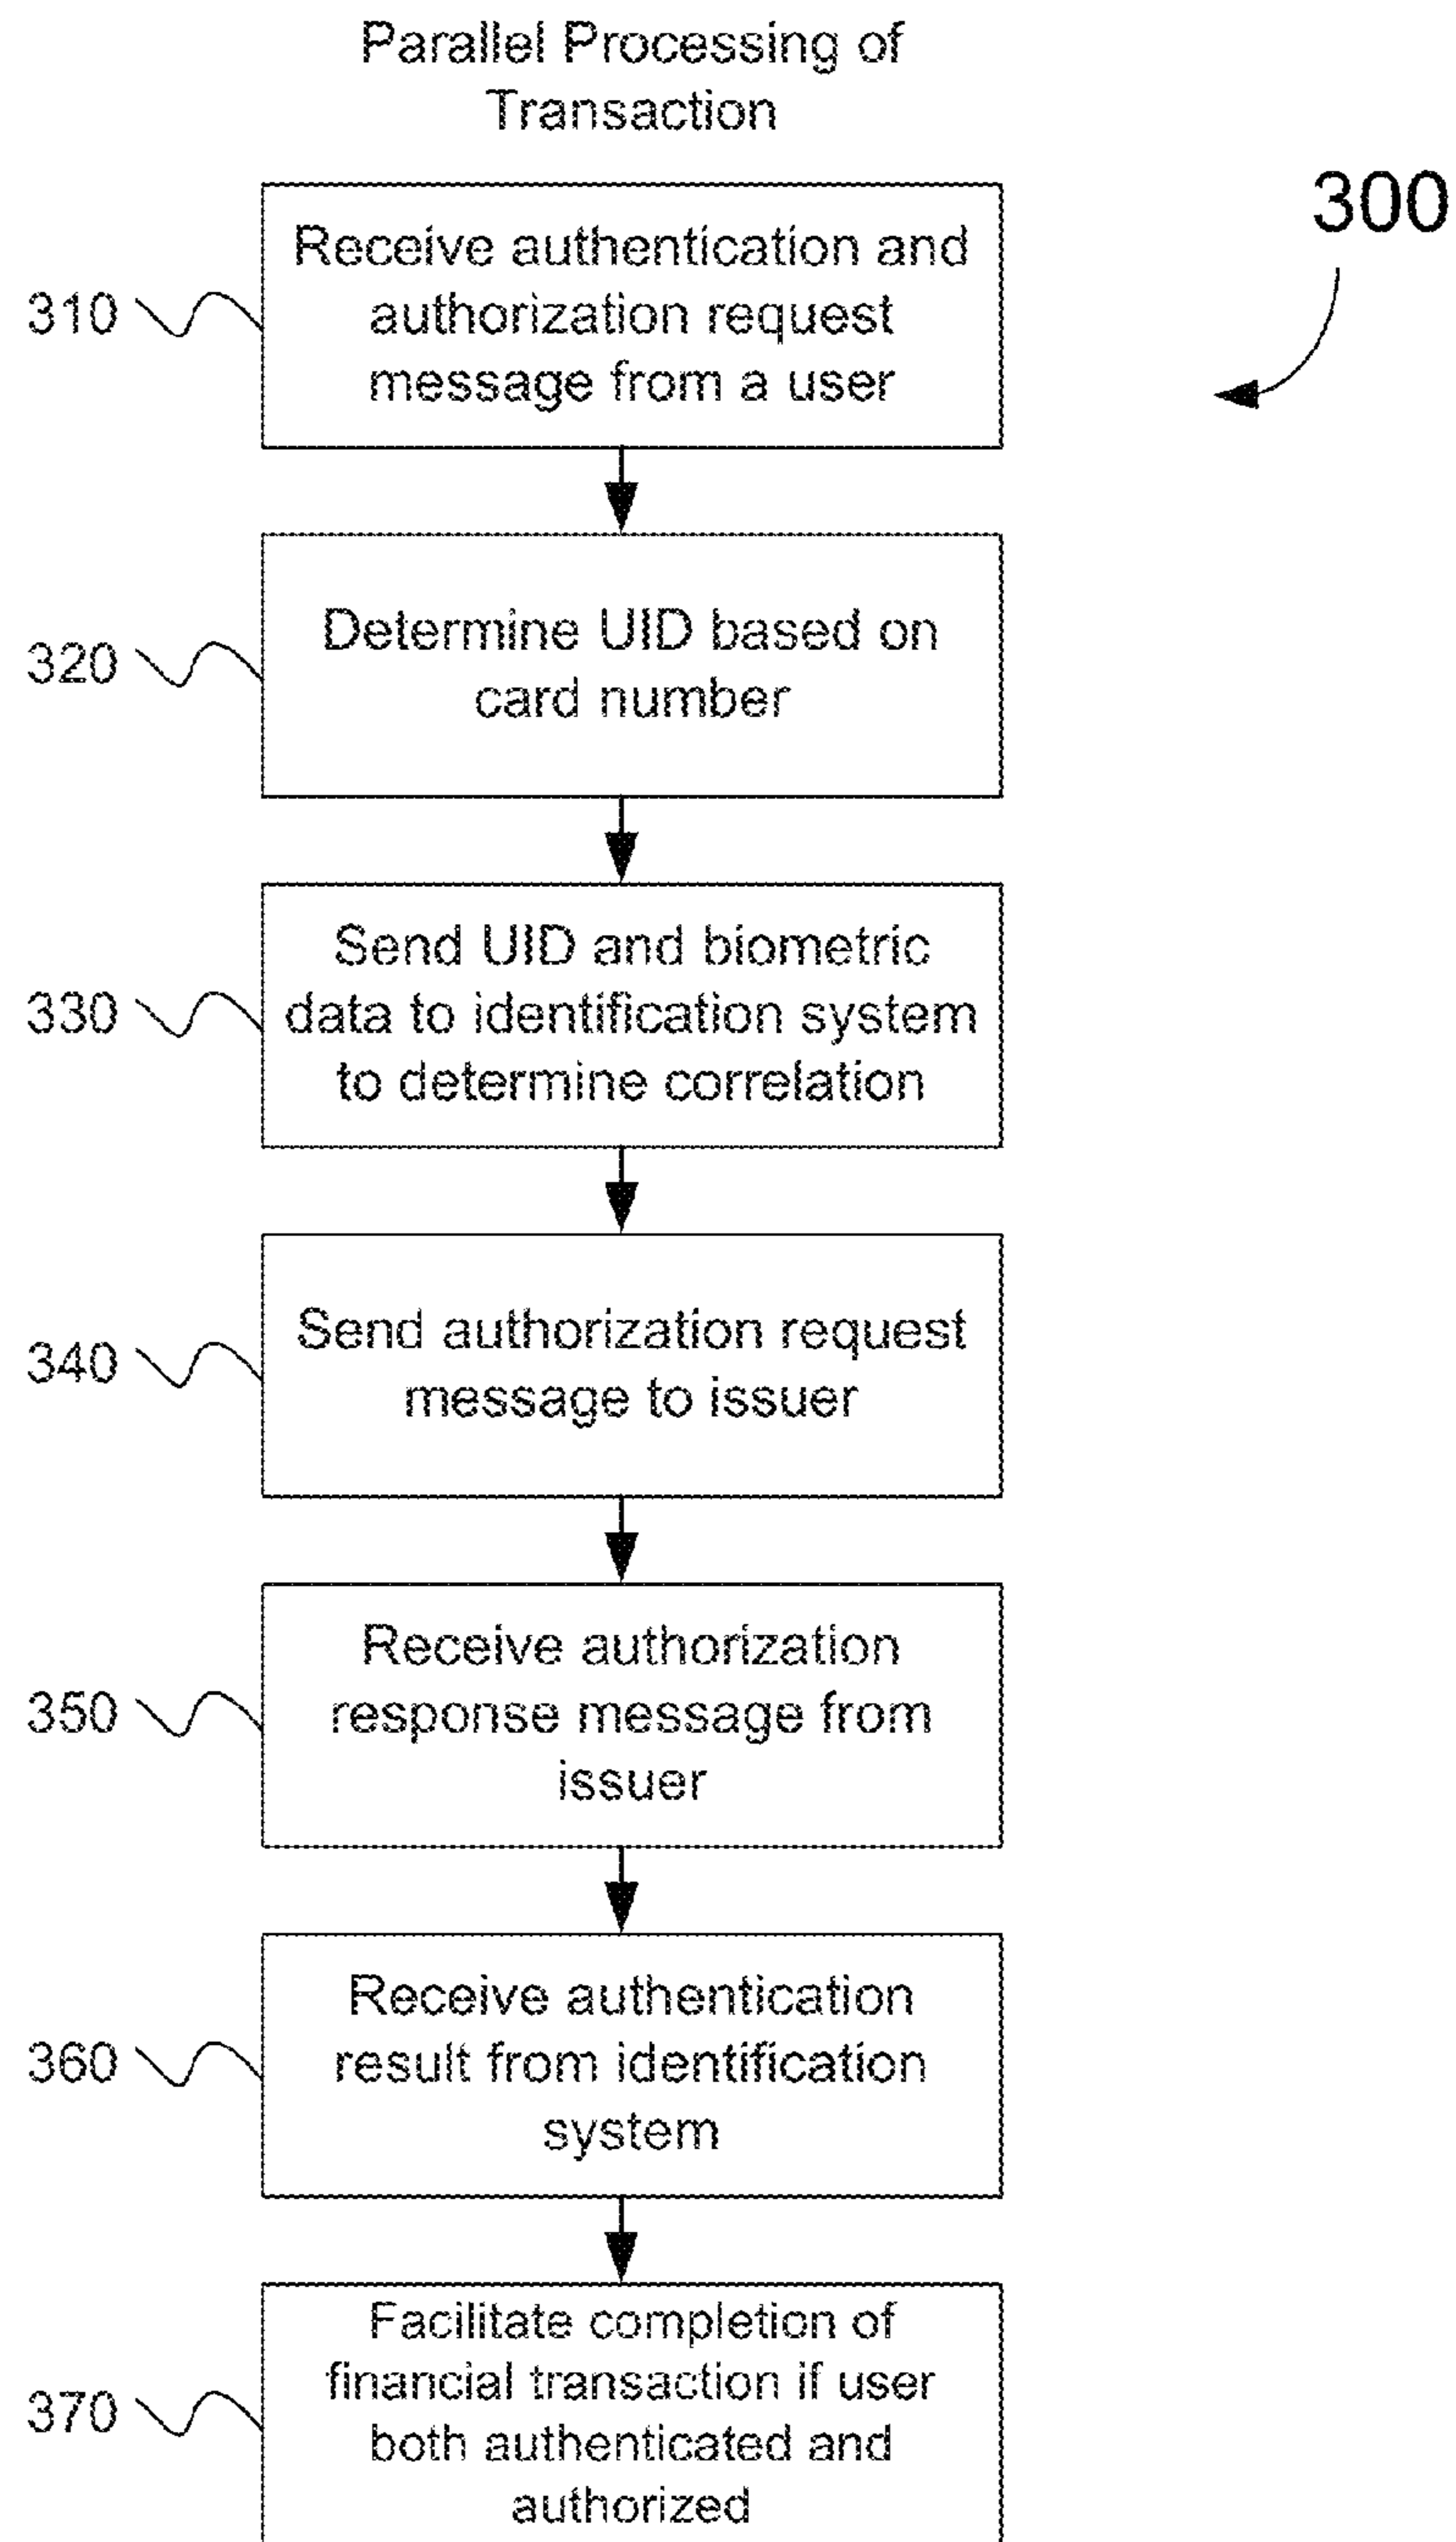 Parallel Processing of
Transaction
300
310
Receive authentication and
authorization request
message from a user
320
Determine UID based on
card number
330
Send UID and biometric
data to identification system
to determine correlation
340
Send authorization request
message to issuer
350
Receive authorization
response message from
issuer
360
Receive authentication
result from identification
system
370
Facilitate completion of
financial transaction if user
both authenticated and
authorized